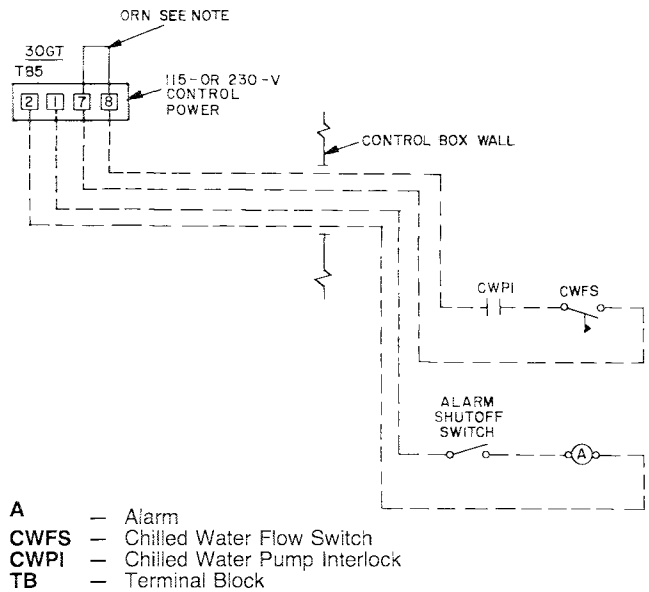 ORN SEE NOTE
30GT
TB5
115-OR 230-V
CONTROL
POWER
2 1 7 8
CONTROL BOX WALL
CWPI
CWFS
ALARM
SHUTOFF
SWITCH
A
A — Alarm
CWFS — Chilled Water Flow Switch
CWPI — Chilled Water Pump Interlock
TB — Terminal Block